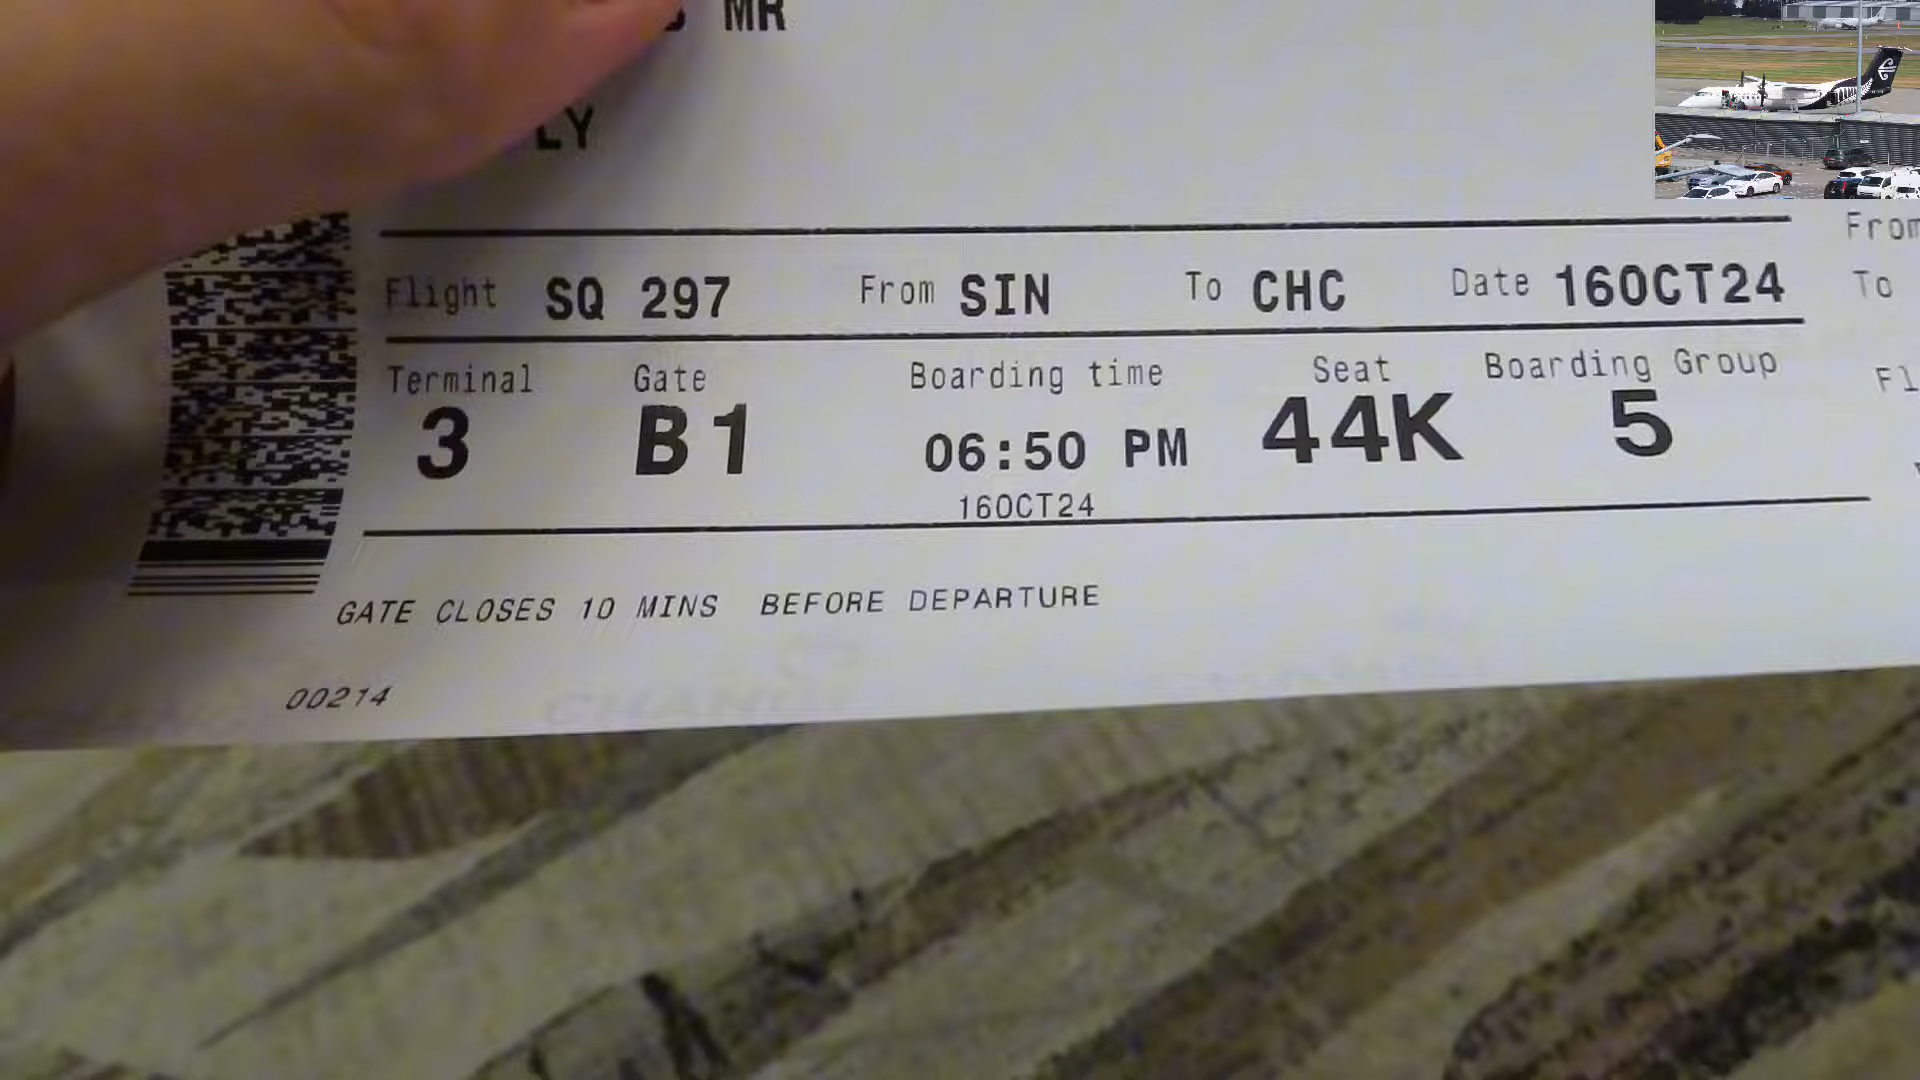 MR
LY
From
Flight SQ 297 From SIN To CHC Date 16OCT24
To
Terminal Gate Boarding time Seat Boarding Group
Fl
3 B1 06:50 PM 44K 5
16OCT24
GATE CLOSES 10 MINS BEFORE DEPARTURE
00214